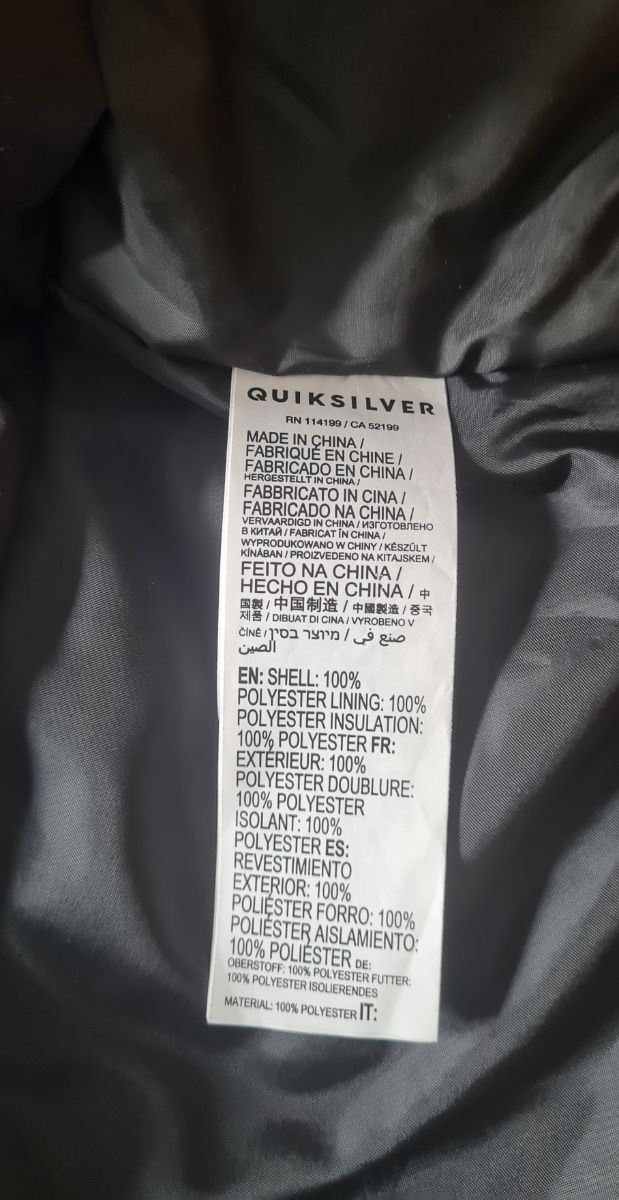 QUIKSILVER
RN 114199 / CA 52199
MADE IN CHINA /
FABRIQUÉ EN CHINE /
FABRICADO EN CHINA /
HERGESTELLT IN CHINA /
FABBRICATO IN CINA /
FABRICADO NA CHINA /
VERVAARDIGD IN CHINA / ИЗГОТОВЛЕНО
В КИТАЙ / FABRICAT ÎN CHINA /
WYPRODUKOWANO W CHINY / KÉSZÜLT
KÍNÁBAN / PROIZVEDENO NA KITAJSKEM /
FEITO NA CHINA /
HECHO EN CHINA / 中
国製 / 中国制造 / 中國製造 / 중국
제품 / DIBUAT DI CINA / VYROBENO V
ČÍNĚ / מיוצר בסין / صنع في
الصين
EN: SHELL: 100%
POLYESTER LINING: 100%
POLYESTER INSULATION:
100% POLYESTER FR:
EXTÉRIEUR: 100%
POLYESTER DOUBLURE:
100% POLYESTER
ISOLANT: 100%
POLYESTER ES:
REVESTIMIENTO
EXTERIOR: 100%
POLIÉSTER FORRO: 100%
POLIÉSTER AISLAMIENTO:
100% POLIÉSTER DE:
OBERSTOFF: 100% POLYESTER FUTTER:
100% POLYESTER ISOLIERENDES
MATERIAL: 100% POLYESTER IT: